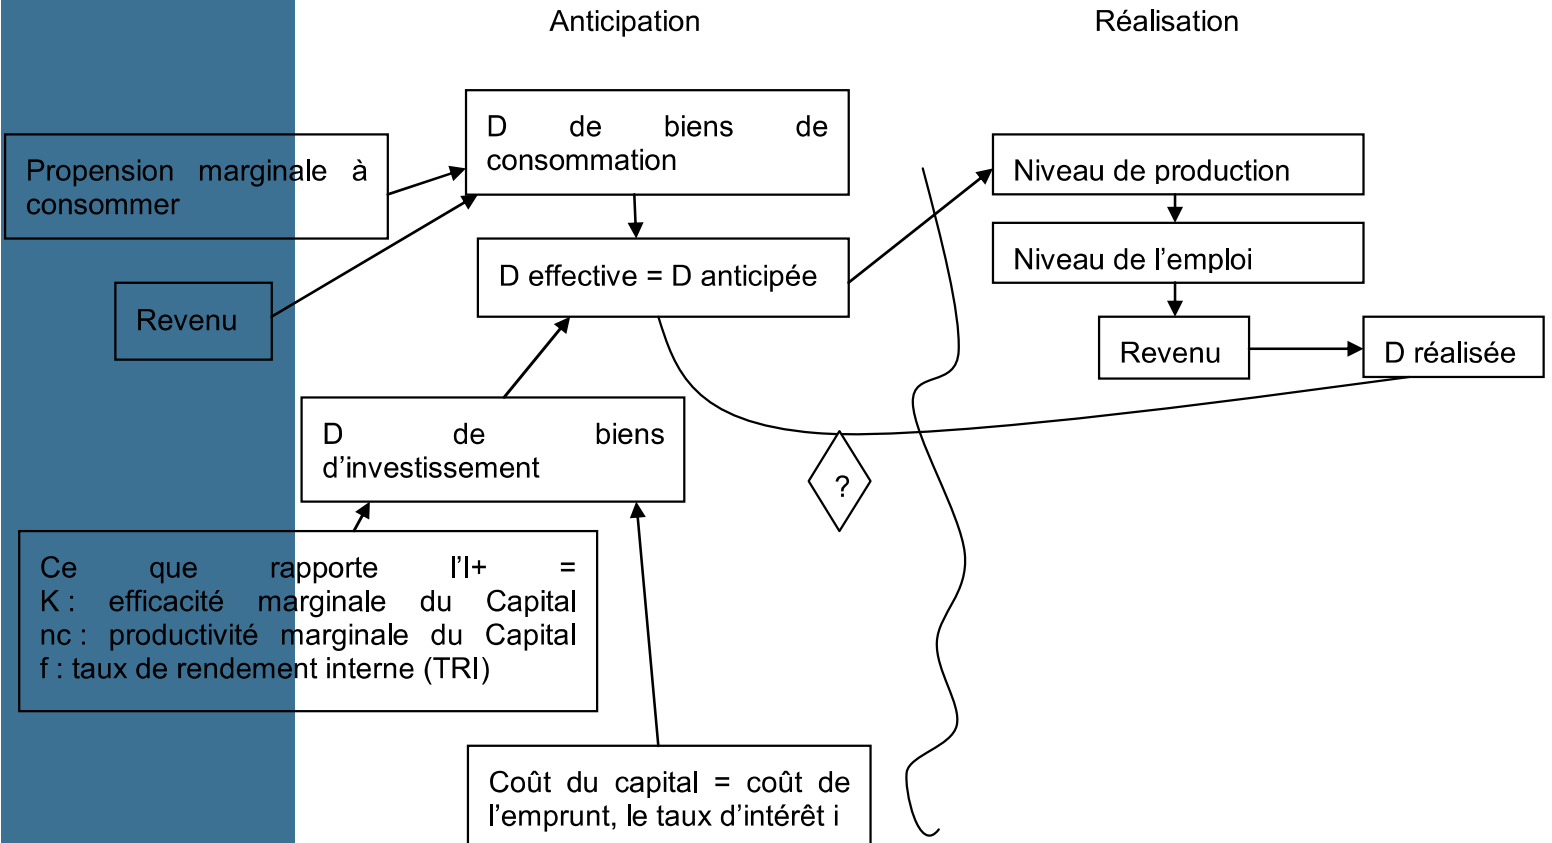 Anticipation
Réalisation
D de biens de
consommation
Propension marginale à
consommer
Niveau de production
D effective = D anticipée
Niveau de l'emploi
Revenu
Revenu
D réalisée
D de biens
d'investissement
?
Ce que rapporte l'I+ =
K : efficacité marginale du Capital
nc : productivité marginale du Capital
f : taux de rendement interne (TRI)
Coût du capital = coût de
l'emprunt, le taux d'intérêt i